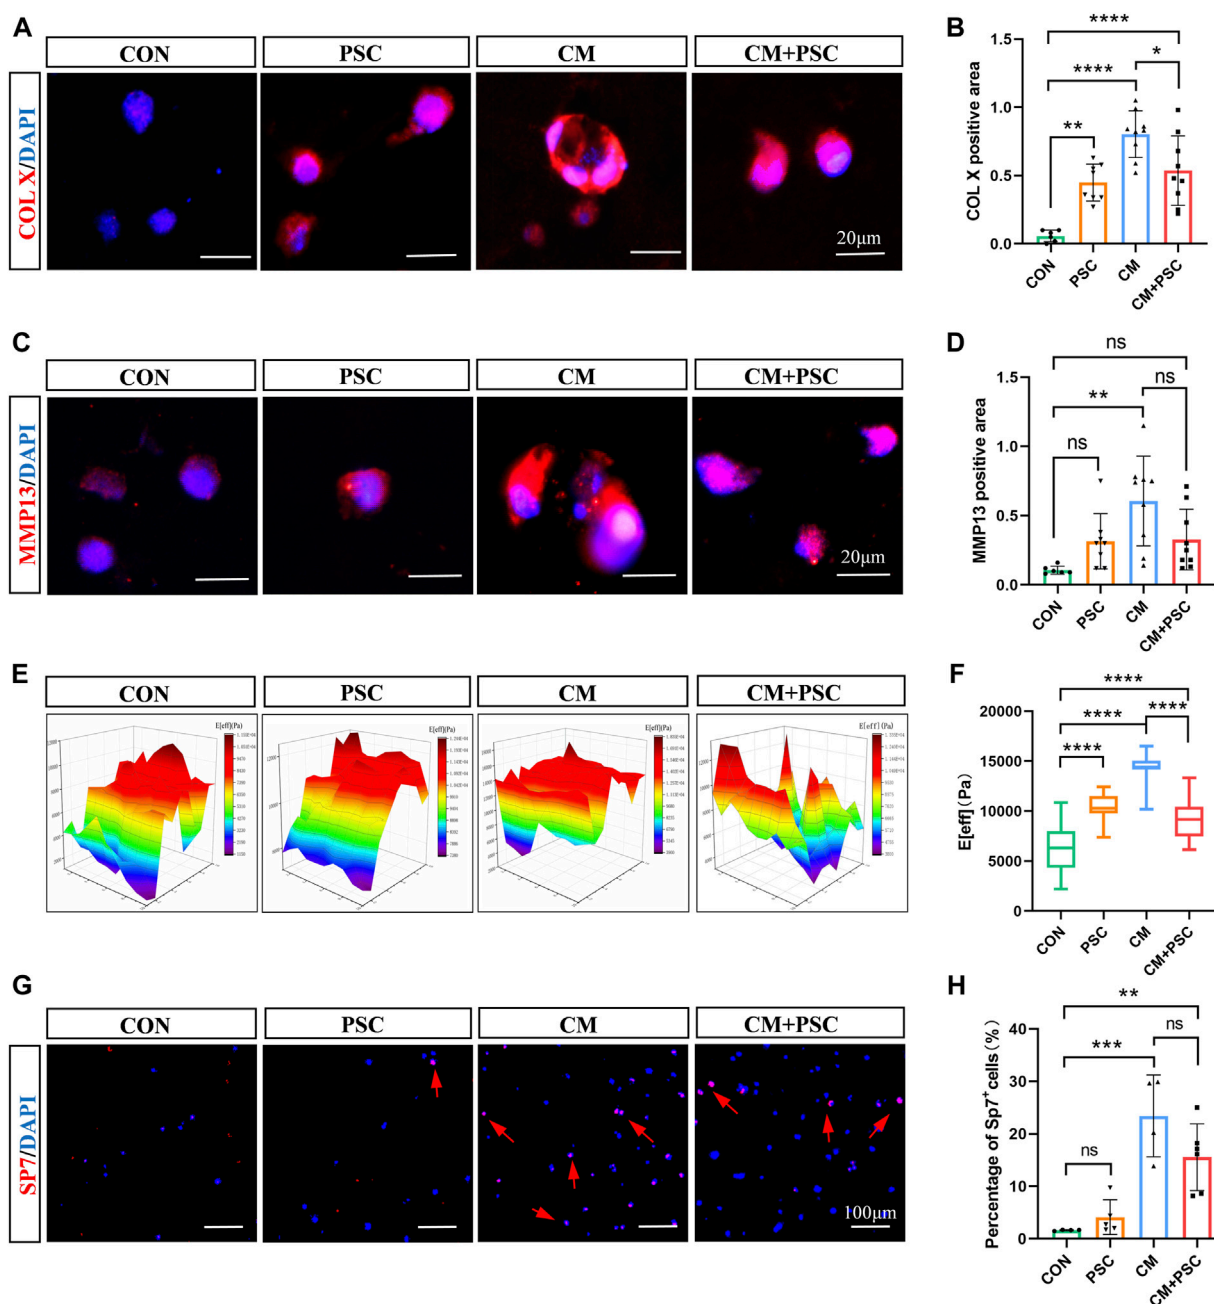 A
CON
PSC
CM
CM+PSC
COL X/DAPI
20μm
B
****
****
*
**
COL X positive area
1.5
1.0
0.5
0.0
CON
PSC
CM
CM+PSC
C
CON
PSC
CM
CM+PSC
MMP13/DAPI
20μm
D
ns
ns
**
ns
MMP13 positive area
1.5
1.0
0.5
0.0
CON
PSC
CM
CM+PSC
E
CON
PSC
CM
CM+PSC
E[eff](Pa)
E[eff](Pa)
E[eff](Pa)
E[eff](Pa)
F
****
****
****
****
E[eff](Pa)
20000
15000
10000
5000
0
CON
PSC
CM
CM+PSC
G
CON
PSC
CM
CM+PSC
SP7/DAPI
100μm
H
**
ns
***
ns
Percentage of Sp7+cells(%)
40
30
20
10
0
CON
PSC
CM
CM+PSC